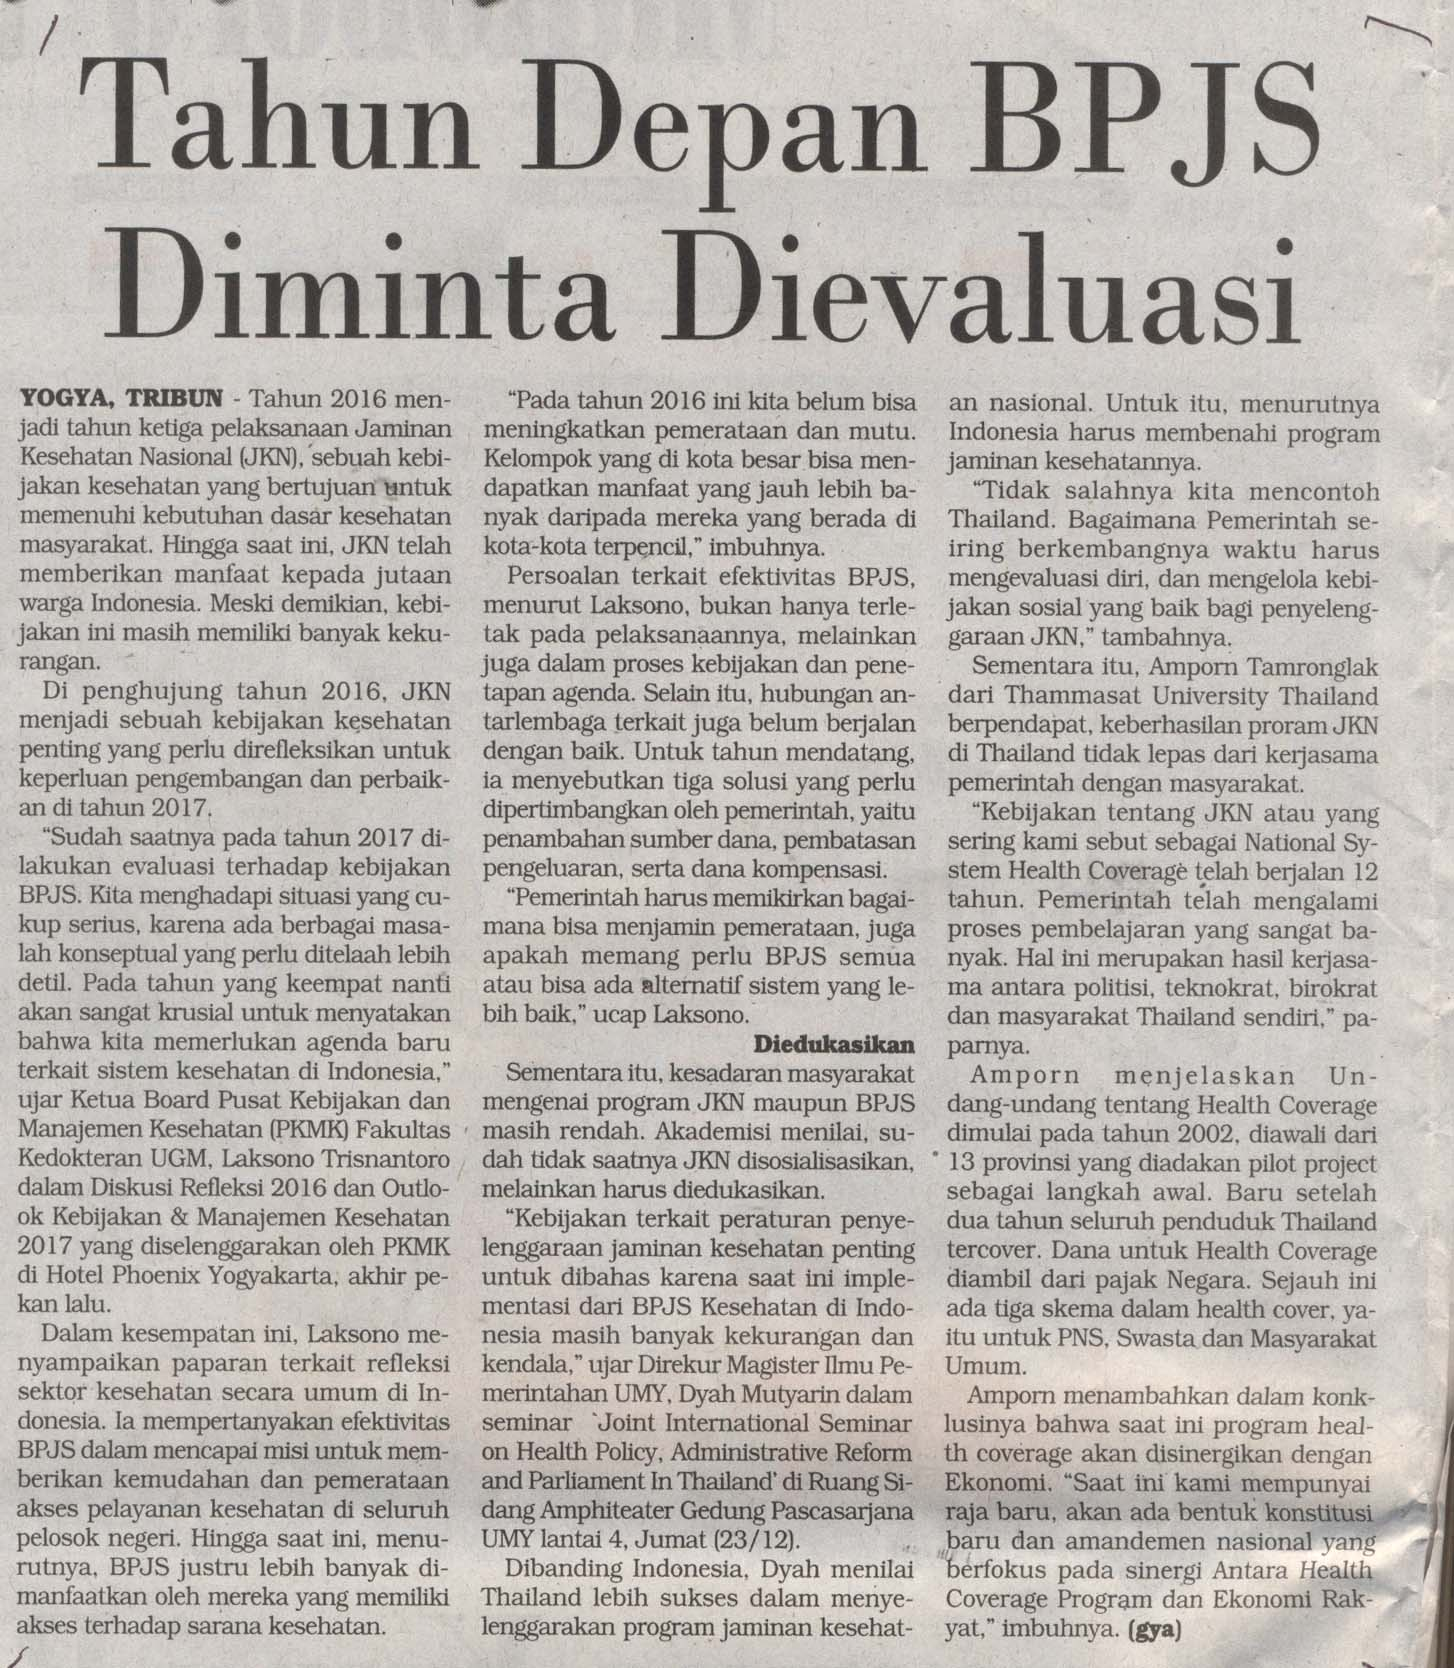 Tahun Depan BPJS
Diminta Dievaluasi
YOGYA, TRIBUN - Tahun 2016 men-
jadi tahun ketiga pelaksanaan Jaminan
Kesehatan Nasional (JKN), sebuah kebi-
jakan kesehatan yang bertujuan untuk
memenuhi kebutuhan dasar kesehatan
masyarakat. Hingga saat ini, JKN telah
memberikan manfaat kepada jutaan
warga Indonesia. Meski demikian, kebi-
jakan ini masih memiliki banyak keku-
rangan.
Di penghujung tahun 2016, JKN
menjadi sebuah kebijakan kesehatan
penting yang perlu direfleksikan untuk
keperluan pengembangan dan perbaik-
an di tahun 2017.
“Sudah saatnya pada tahun 2017 di-
lakukan evaluasi terhadap kebijakan
BPJS. Kita menghadapi situasi yang cu-
kup serius, karena ada berbagai masa-
lah konseptual yang perlu ditelaah lebih
detil. Pada tahun yang keempat nanti
akan sangat krusial untuk menyatakan
bahwa kita memerlukan agenda baru
terkait sistem kesehatan di Indonesia,”
ujar Ketua Board Pusat Kebijakan dan
Manajemen Kesehatan (PKMK) Fakultas
Kedokteran UGM, Laksono Trisnantoro
dalam Diskusi Refleksi 2016 dan Outlo-
ok Kebijakan & Manajemen Kesehatan
2017 yang diselenggarakan oleh PKMK
di Hotel Phoenix Yogyakarta, akhir pe-
kan lalu.
Dalam kesempatan ini, Laksono me-
nyampaikan paparan terkait refleksi
sektor kesehatan secara umum di In-
donesia. Ia mempertanyakan efektivitas
BPJS dalam mencapai misi untuk mem-
berikan kemudahan dan pemerataan
akses pelayanan kesehatan di seluruh
pelosok negeri. Hingga saat ini, menu-
rutnya, BPJS justru lebih banyak di-
manfaatkan oleh mereka yang memiliki
akses terhadap sarana kesehatan.
“Pada tahun 2016 ini kita belum bisa
meningkatkan pemerataan dan mutu.
Kelompok yang di kota besar bisa men-
dapatkan manfaat yang jauh lebih ba-
nyak daripada mereka yang berada di
kota-kota terpencil,” imbuhnya.
Persoalan terkait efektivitas BPJS,
menurut Laksono, bukan hanya terle-
tak pada pelaksanaannya, melainkan
juga dalam proses kebijakan dan pene-
tapan agenda. Selain itu, hubungan an-
tarlembaga terkait juga belum berjalan
dengan baik. Untuk tahun mendatang,
ia menyebutkan tiga solusi yang perlu
dipertimbangkan oleh pemerintah, yaitu
penambahan sumber dana, pembatasan
pengeluaran, serta dana kompensasi.
“Pemerintah harus memikirkan bagai-
mana bisa menjamin pemerataan, juga
apakah memang perlu BPJS semua
atau bisa ada alternatif sistem yang le-
bih baik,” ucap Laksono.
Diedukasikan
Sementara itu, kesadaran masyarakat
mengenai program JKN maupun BPJS
masih rendah. Akademisi menilai, su-
dah tidak saatnya JKN disosialisasikan,
melainkan harus diedukasikan.
“Kebijakan terkait peraturan penye-
lenggaraan jaminan kesehatan penting
untuk dibahas karena saat ini imple-
mentasi dari BPJS Kesehatan di Indo-
nesia masih banyak kekurangan dan
kendala,” ujar Direkur Magister Ilmu Pe-
merintahan UMY, Dyah Mutyarin dalam
seminar ‘Joint International Seminar
on Health Policy, Administrative Reform
and Parliament In Thailand’ di Ruang Si-
dang Amphiteater Gedung Pascasarjana
UMY lantai 4, Jumat (23/12).
Dibanding Indonesia, Dyah menilai
Thailand lebih sukses dalam menye-
lenggarakan program jaminan kesehat-
an nasional. Untuk itu, menurutnya
Indonesia harus membenahi program
jaminan kesehatannya.
“Tidak salahnya kita mencontoh
Thailand. Bagaimana Pemerintah se-
iring berkembangnya waktu harus
mengevaluasi diri, dan mengelola kebi-
jakan sosial yang baik bagi penyeleng-
garaan JKN,” tambahnya.
Sementara itu, Amporn Tamronglak
dari Thammasat University Thailand
berpendapat, keberhasilan proram JKN
di Thailand tidak lepas dari kerjasama
pemerintah dengan masyarakat.
“Kebijakan tentang JKN atau yang
sering kami sebut sebagai National Sy-
stem Health Coverage telah berjalan 12
tahun. Pemerintah telah mengalami
proses pembelajaran yang sangat ba-
nyak. Hal ini merupakan hasil kerjasa-
ma antara politisi, teknokrat, birokrat
dan masyarakat Thailand sendiri,” pa-
parnya.
Amporn menjelaskan Un-
dang-undang tentang Health Coverage
dimulai pada tahun 2002, diawali dari
13 provinsi yang diadakan pilot project
sebagai langkah awal. Baru setelah
dua tahun seluruh penduduk Thailand
tercover. Dana untuk Health Coverage
diambil dari pajak Negara. Sejauh ini
ada tiga skema dalam health cover, ya-
itu untuk PNS, Swasta dan Masyarakat
Umum.
Amporn menambahkan dalam konk-
lusinya bahwa saat ini program heal-
th coverage akan disinergikan dengan
Ekonomi. “Saat ini kami mempunyai
raja baru, akan ada bentuk konstitusi
baru dan amandemen nasional yang
berfokus pada sinergi Antara Health
Coverage Program dan Ekonomi Rak-
yat,” imbuhnya. (gya)